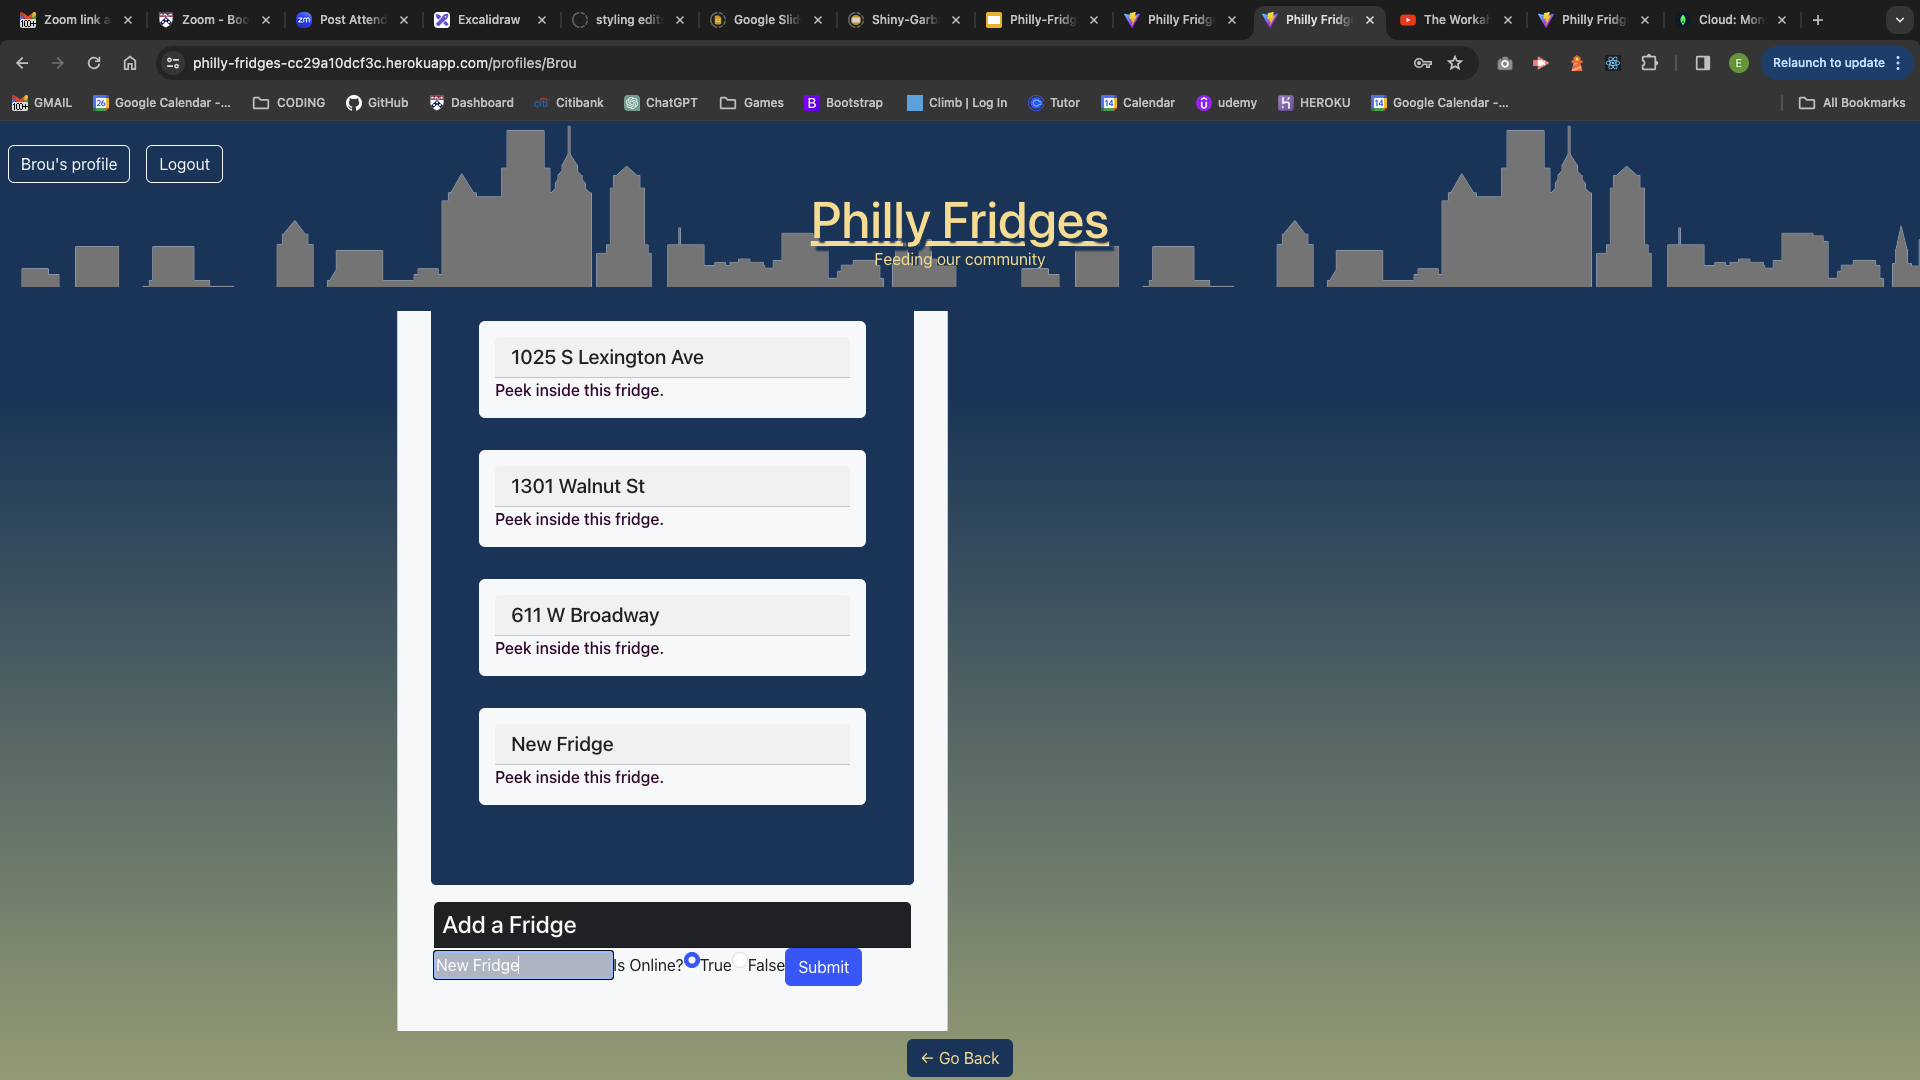 Zoom link a
Zoom - Boo
Post Attend
Excalidraw
styling edit
Google Slid
Shiny-Garb
Philly-Fridg
Philly Fridg
Philly Fridg
The Worka
Philly Fridg
Cloud: Mon
philly-fridges-cc29a10dcf3c.herokuapp.com/profiles/Brou
E
Relaunch to update
GMAIL
Google Calendar -...
CODING
GitHub
Dashboard
Citibank
ChatGPT
Games
Bootstrap
Climb | Log In
Tutor
Calendar
udemy
HEROKU
Google Calendar -...
All Bookmarks
Brou's profile
Logout
Philly Fridges
Feeding our community
1025 S Lexington Ave
Peek inside this fridge.
1301 Walnut St
Peek inside this fridge.
611 W Broadway
Peek inside this fridge.
New Fridge
Peek inside this fridge.
Add a Fridge
New Fridge Is Online? True False Submit
← Go Back